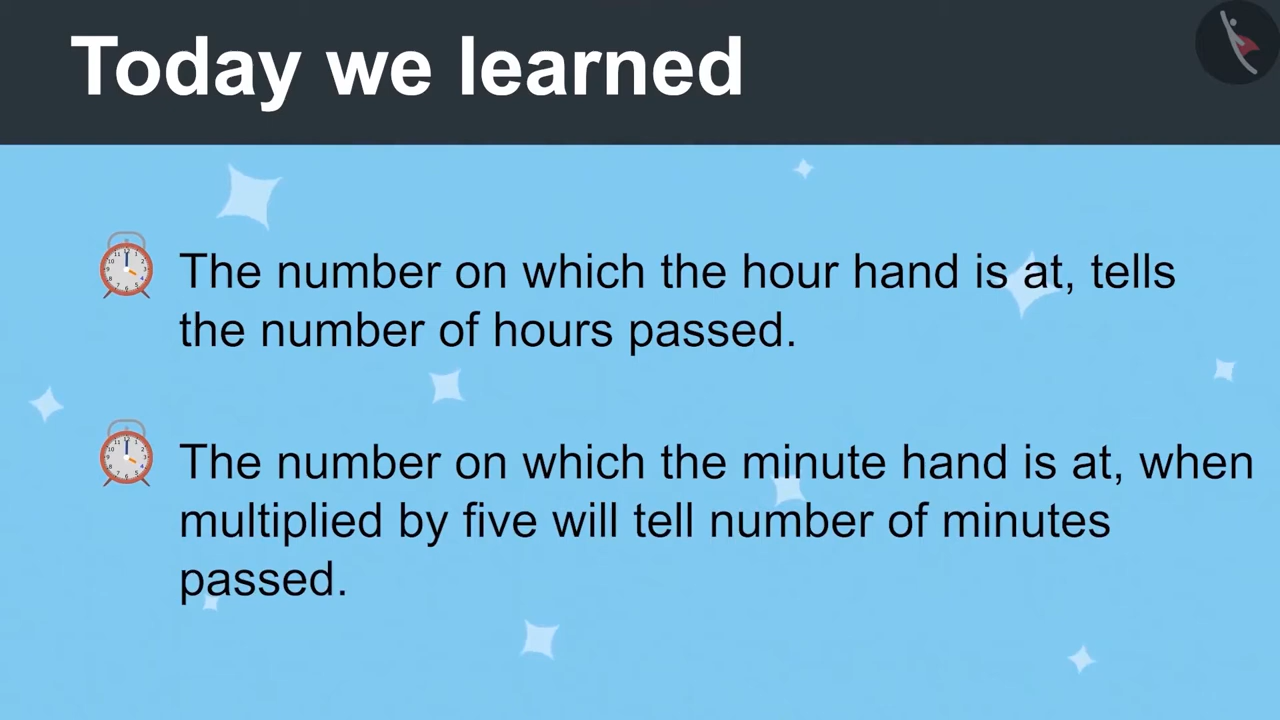 Today we learned
The number on which the hour hand is at, tells
the number of hours passed.
The number on which the minute hand is at, when
multiplied by five will tell number of minutes
passed.